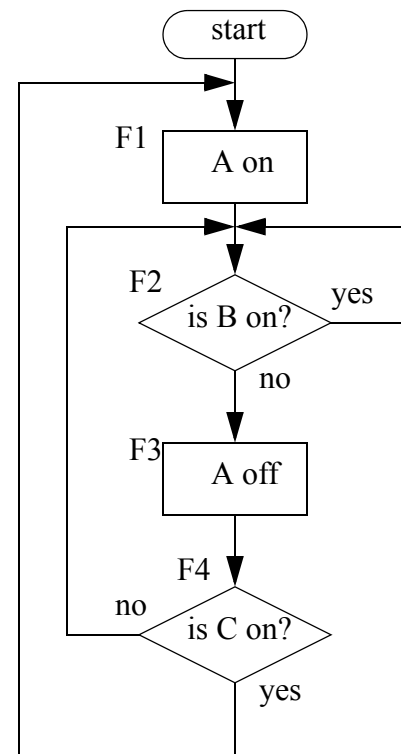 start
F1
A on
F2
is B on?
yes
no
F3
A off
F4
no
is C on?
yes